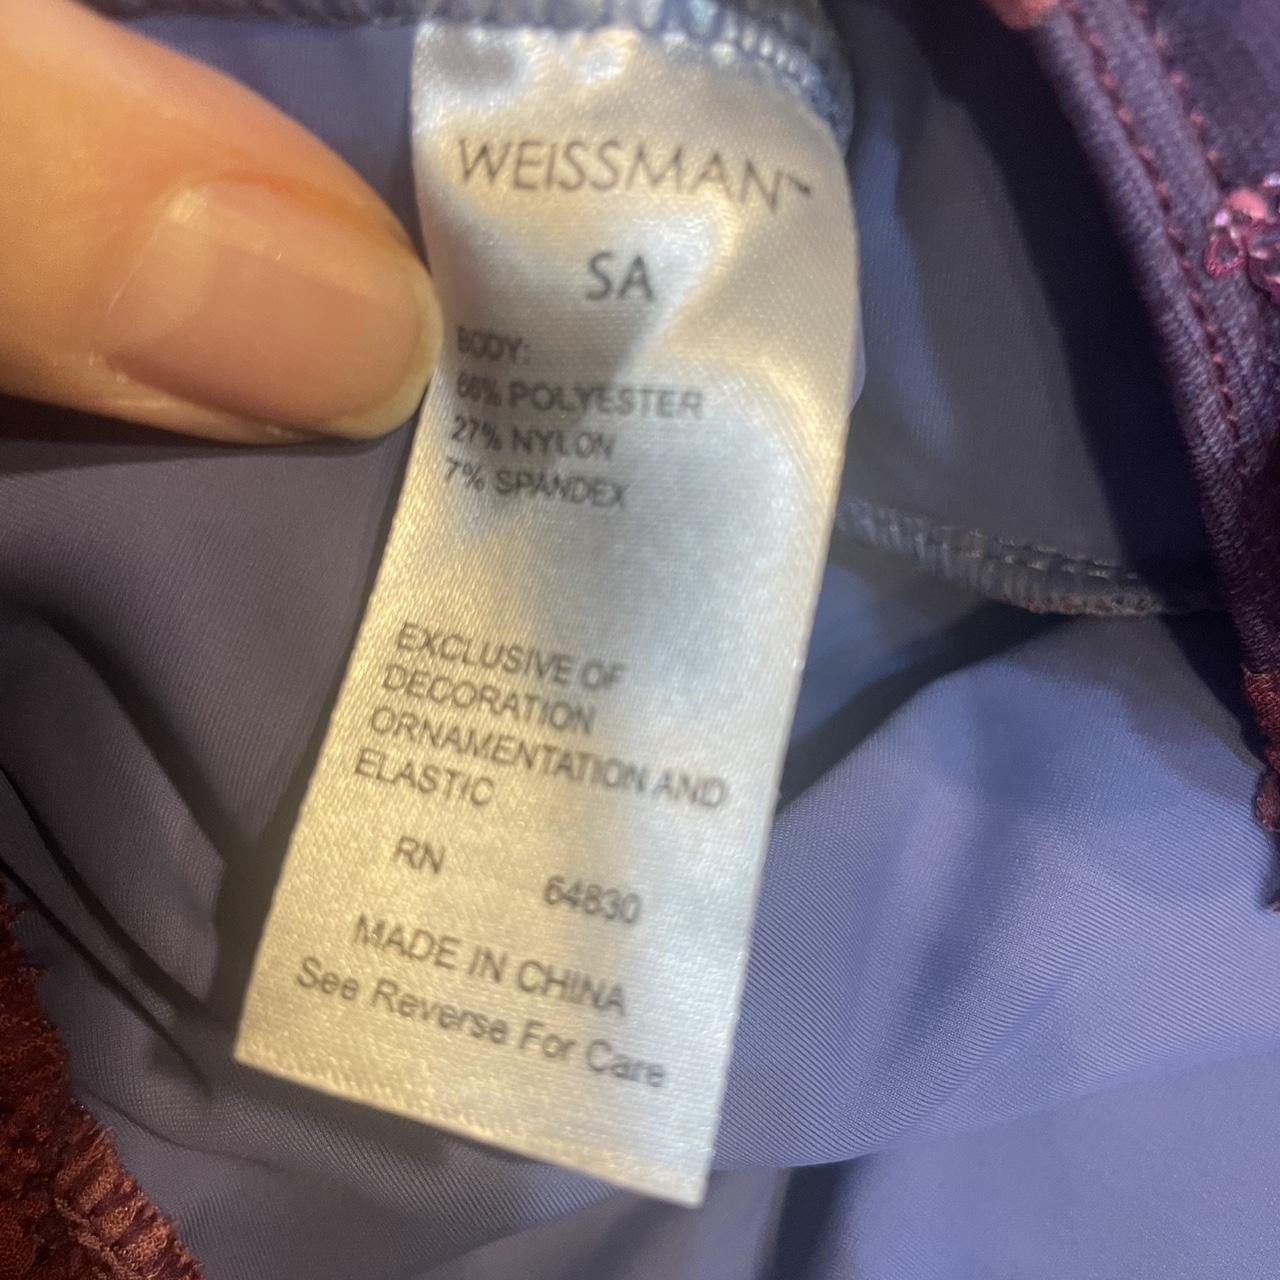 WEISSMAN™
SA
BODY:
66% POLYESTER
27% NYLON
7% SPANDEX
EXCLUSIVE OF
DECORATION
ORNAMENTATION AND
ELASTIC
RN 64830
MADE IN CHINA
See Reverse For Care